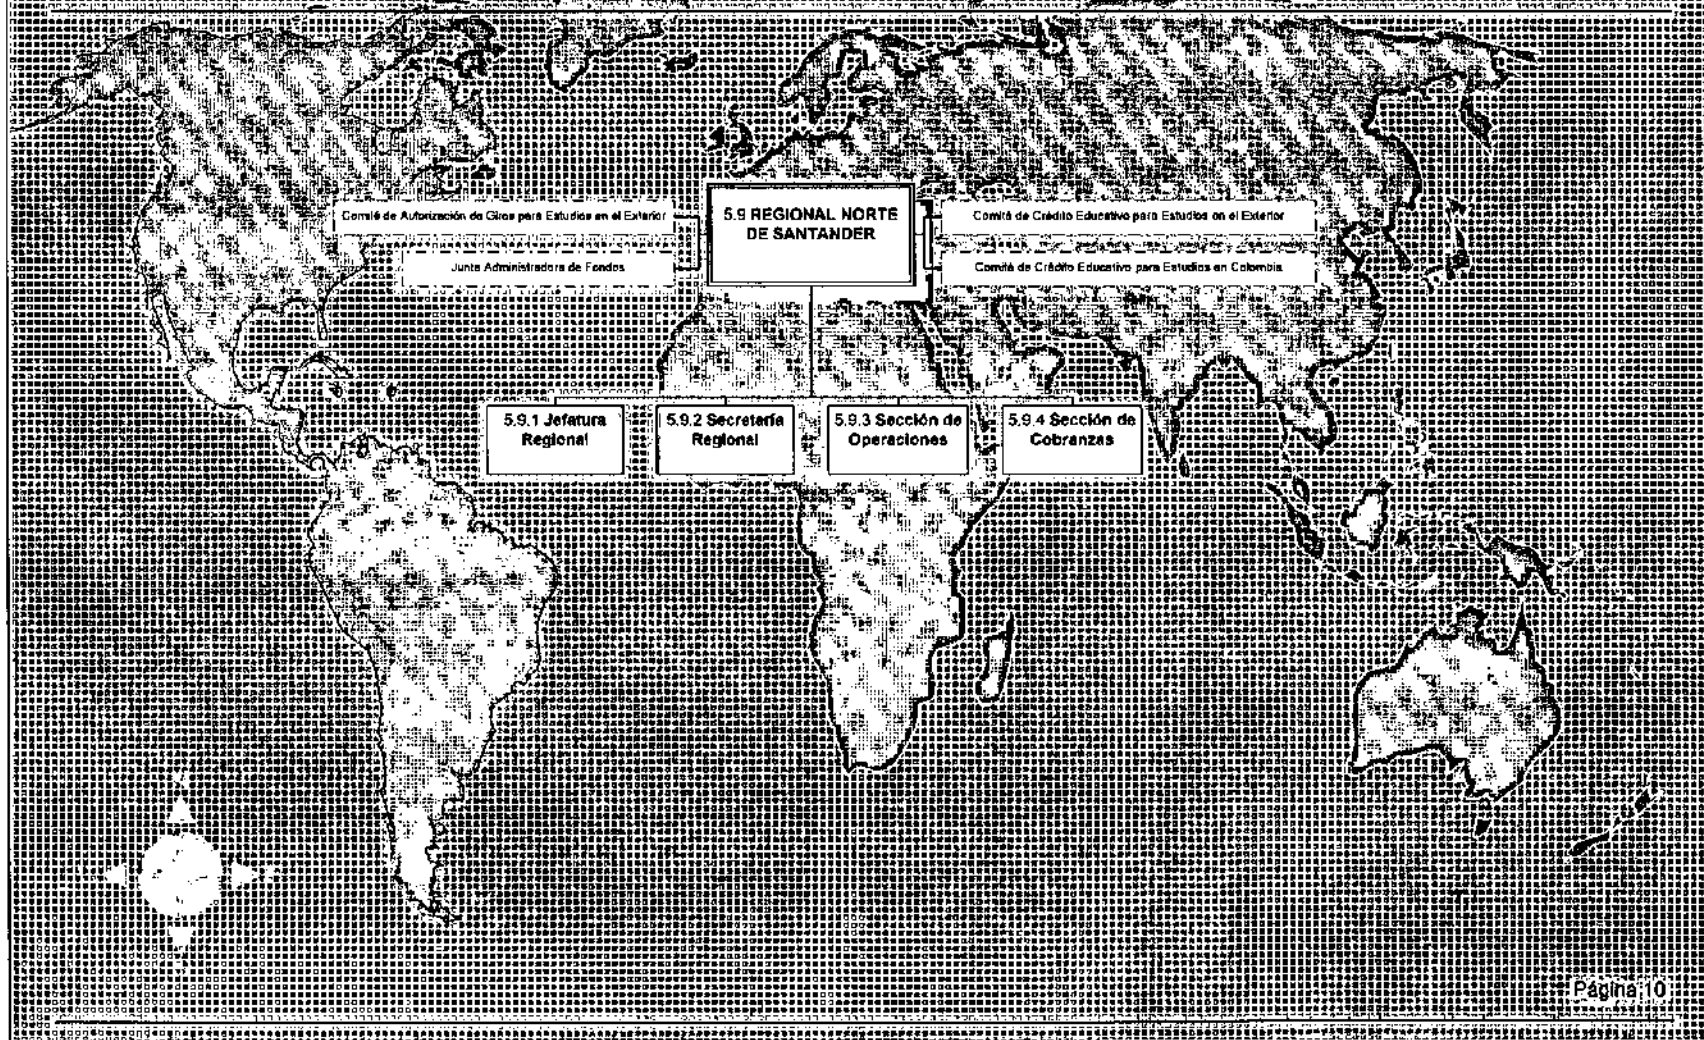 Comité de Autorización de Giros para Estudios en el Exterior
Junta Administradora de Fondos
5.9 REGIONAL NORTE
DE SANTANDER
Comité de Crédito Educativo para Estudios en el Exterior
Comité de Crédito Educativo para Estudios en Colombia
5.9.1 Jefatura
Regional
5.9.2 Secretaría
Regional
5.9.3 Sección de
Operaciones
5.9.4 Sección de
Cobranzas
Página 10